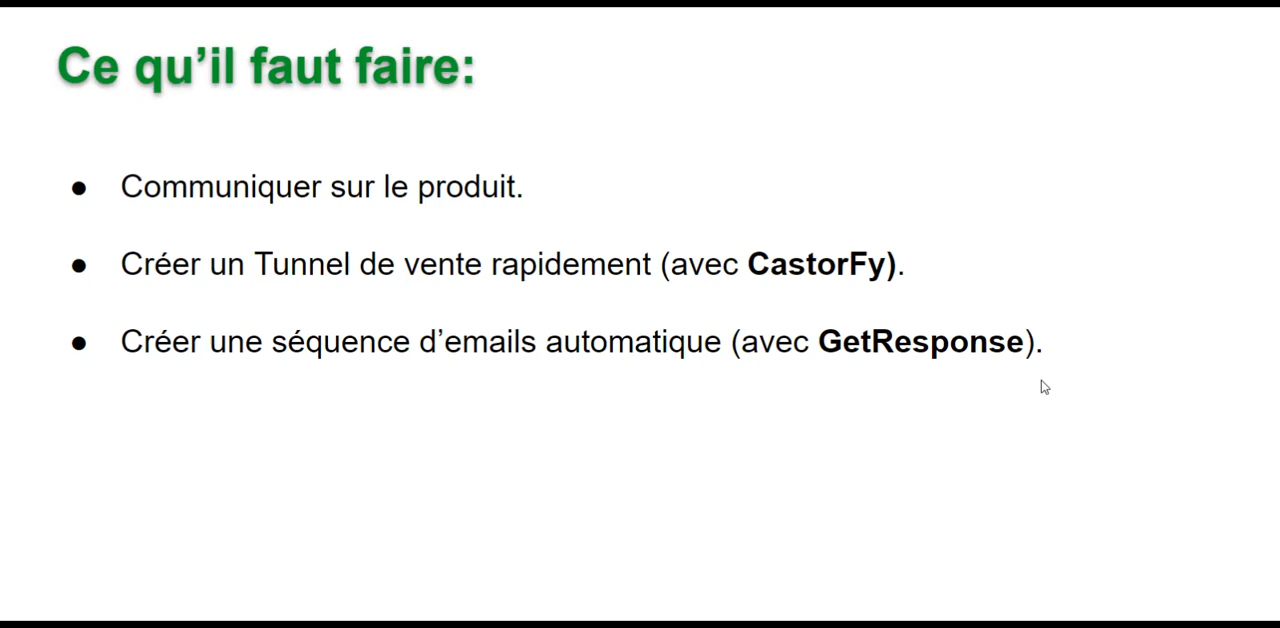 Ce qu’il faut faire:
● Communiquer sur le produit.
● Créer un Tunnel de vente rapidement (avec CastorFy).
● Créer une séquence d’emails automatique (avec GetResponse).